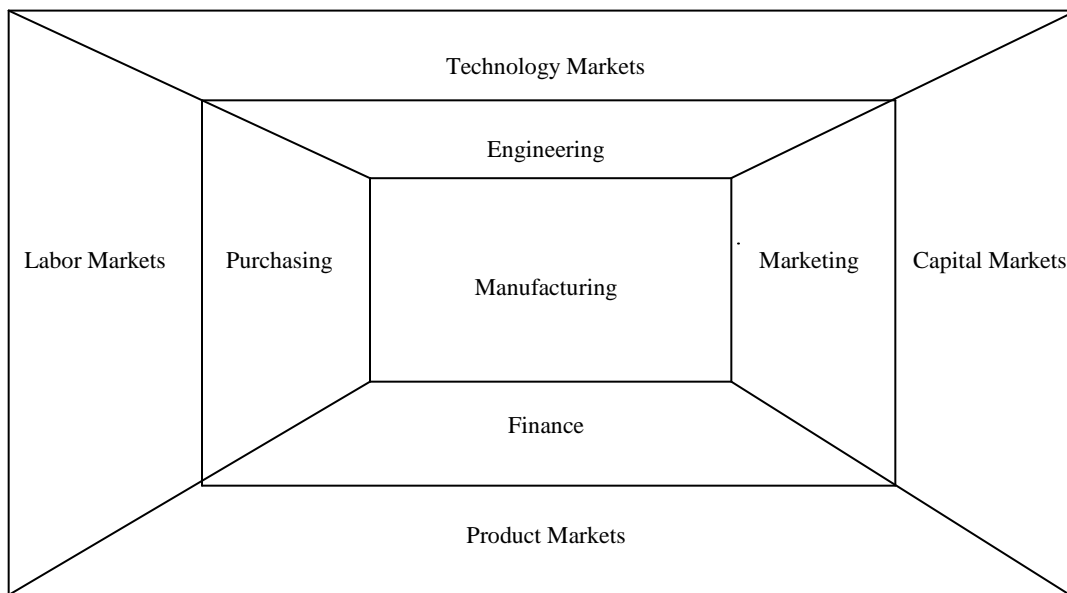 Technology Markets
Engineering
Labor Markets
Purchasing
Manufacturing
Marketing
Capital Markets
Finance
Product Markets